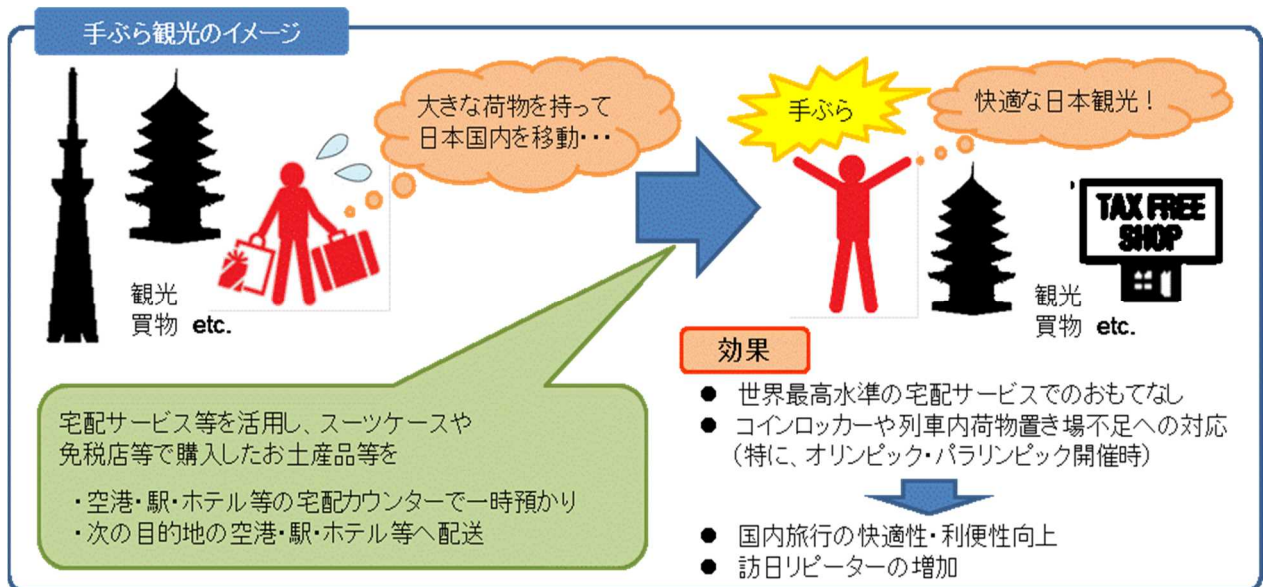 手ぶら観光のイメージ
大きな荷物を持って
日本国内を移動・・・
観光
買物 etc.
手ぶら
快適な日本観光！
TAX FREE
SHOP
観光
買物 etc.
宅配サービス等を活用し、スーツケースや
免税店等で購入したお土産品等を
・空港・駅・ホテル等の宅配カウンターで一時預かり
・次の目的地の空港・駅・ホテル等へ配送
効果
● 世界最高水準の宅配サービスでのおもてなし
● コインロッカーや列車内荷物置き場不足への対応
（特に、オリンピック・パラリンピック開催時）
● 国内旅行の快適性・利便性向上
● 訪日リピーターの増加